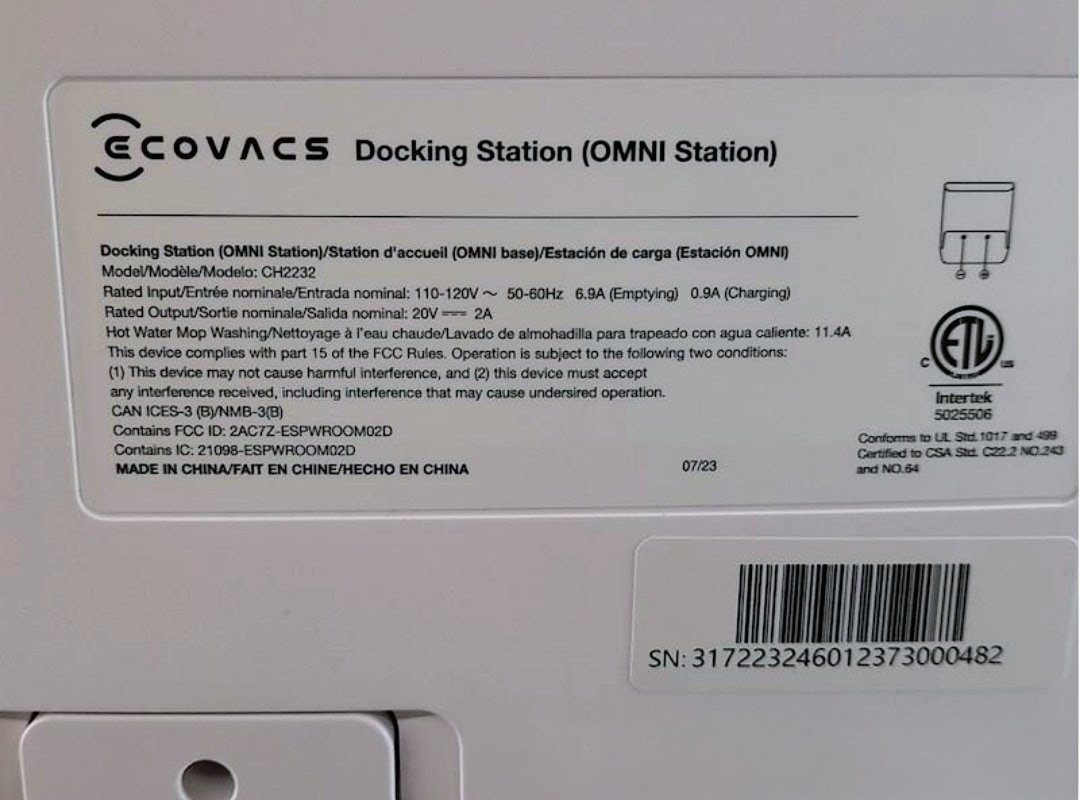 ECOVACS Docking Station (OMNI Station)
Docking Station (OMNI Station)/Station d'accueil (OMNI base)/Estación de carga (Estación OMNI)
Model/Modèle/Modelo: CH2232
Rated Input/Entrée nominale/Entrada nominal: 110-120V ~ 50-60Hz 6.9A (Emptying) 0.9A (Charging)
Rated Output/Sortie nominale/Salida nominal: 20V ⎓ 2A
Hot Water Mop Washing/Nettoyage à l'eau chaude/Lavado de almohadilla para trapeado con agua caliente: 11.4A
This device complies with part 15 of the FCC Rules. Operation is subject to the following two conditions:
(1) This device may not cause harmful interference, and (2) this device must accept
any interference received, including interference that may cause undersired operation.
CAN ICES-3 (B)/NMB-3(B)
Contains FCC ID: 2AC7Z-ESPWROOM02D
Contains IC: 21098-ESPWROOM02D
MADE IN CHINA/FAIT EN CHINE/HECHO EN CHINA 07/23
ETL
C US
Intertek
5025506
Conforms to UL Std. 1017 and 499
Certified to CSA Std. C22.2 NO.243
and NO.64
SN: 317223246012373000482